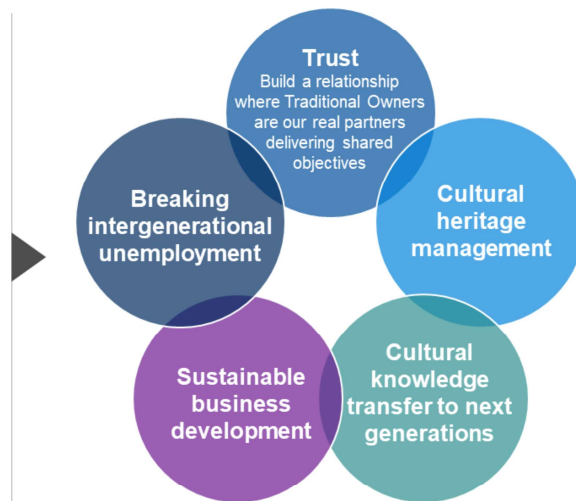 Trust
Build a relationship
where Traditional Owners
are our real partners
delivering shared
objectives
Cultural
heritage
management
Cultural
knowledge
transfer to next
generations
Sustainable
business
development
Breaking
intergenerational
unemployment